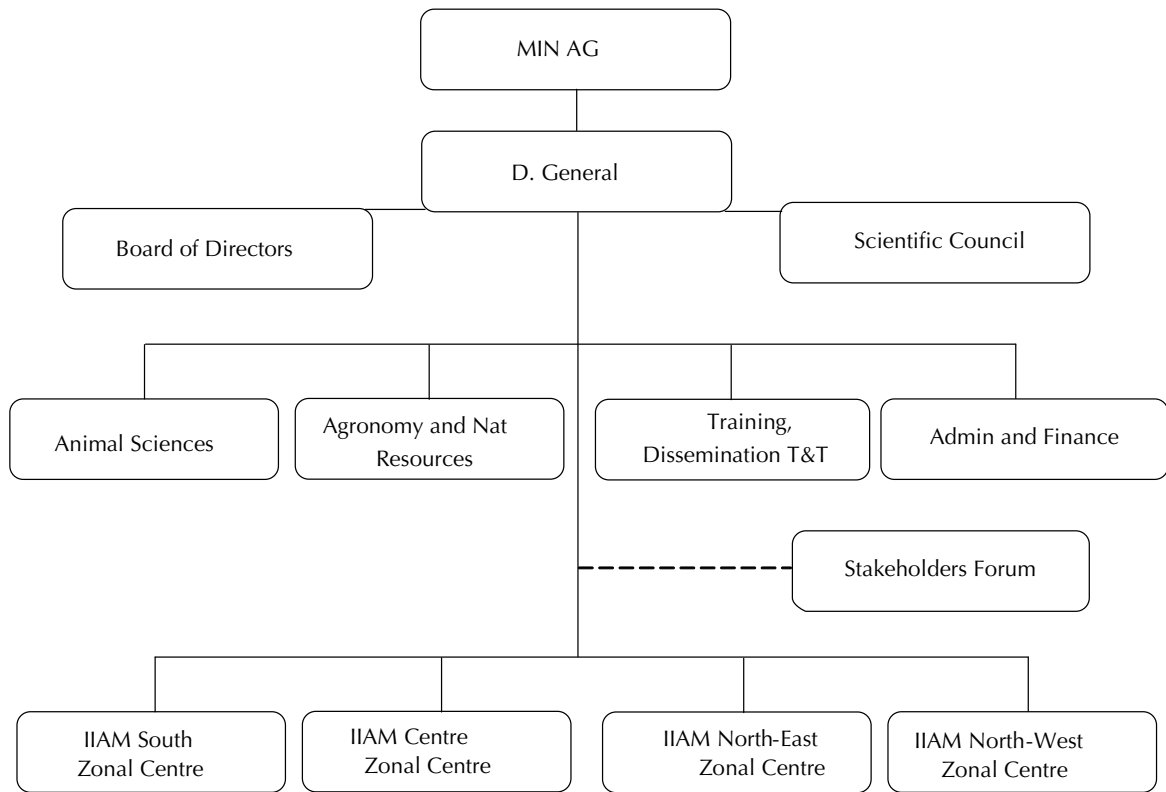 MIN AG
D. General
Board of Directors
Scientific Council
Animal Sciences
Agronomy and Nat
Resources
Training,
Dissemination T&T
Admin and Finance
Stakeholders Forum
IIAM South
Zonal Centre
IIAM Centre
Zonal Centre
IIAM North-East
Zonal Centre
IIAM North-West
Zonal Centre